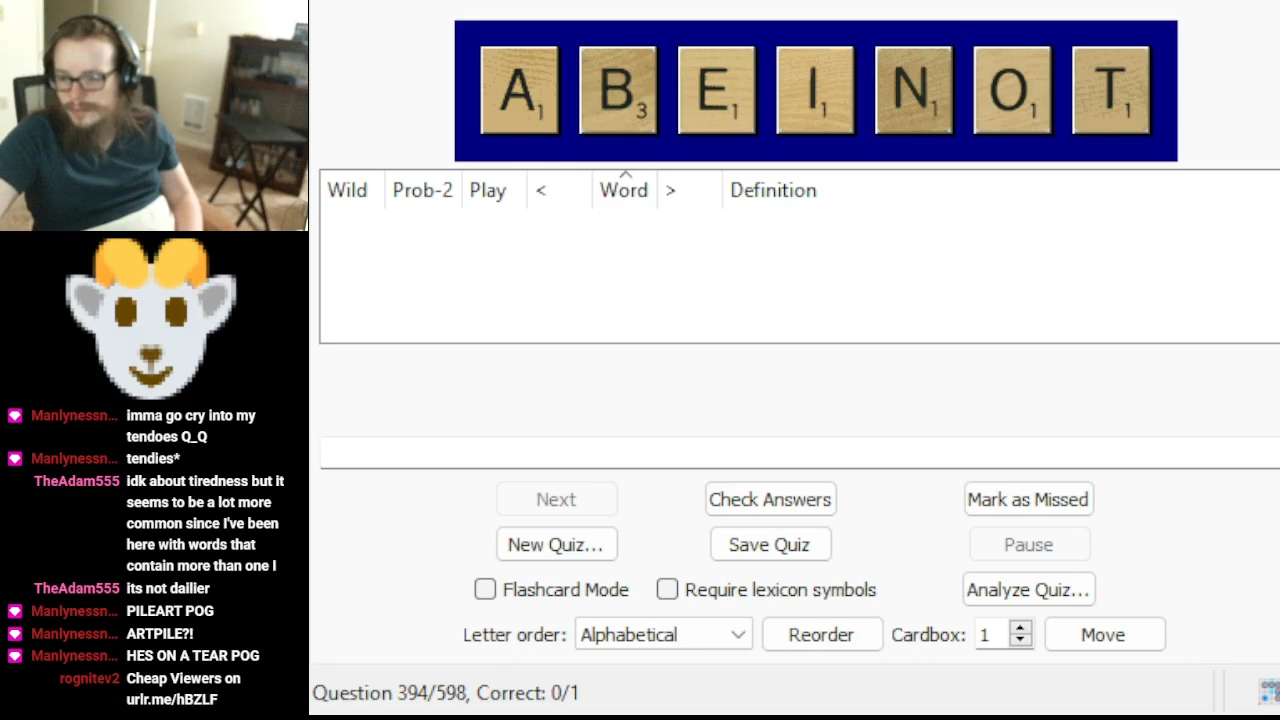 A1 B3 E1 I1 N1 O1 T1
Wild Prob-2 Play < Word > Definition
Manlynessn... imma go cry into my
tendoes Q_Q
Manlynessn... tendies*
TheAdam555 idk about tiredness but it
seems to be a lot more
common since I've been
here with words that
contain more than one I
TheAdam555 its not dailier
Manlynessn... PILEART POG
Manlynessn... ARTPILE?!
Manlynessn... HES ON A TEAR POG
rognitev2 Cheap Viewers on
urlr.me/hBZLF
Next Check Answers Mark as Missed
New Quiz... Save Quiz Pause
Flashcard Mode Require lexicon symbols Analyze Quiz...
Letter order: Alphabetical Reorder Cardbox: 1 Move
Question 394/598, Correct: 0/1